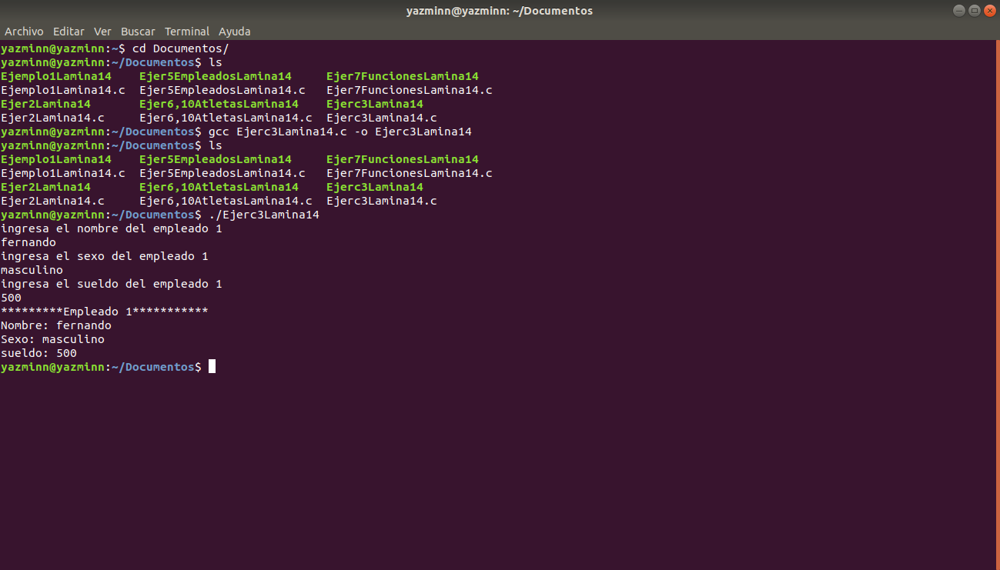 yazminn@yazminn: ~/Documentos
Archivo Editar Ver Buscar Terminal Ayuda
yazminn@yazminn:~$ cd Documentos/
yazminn@yazminn:~/Documentos$ ls
Ejemplo1Lamina14    Ejer5EmpleadosLamina14     Ejer7FuncionesLamina14
Ejemplo1Lamina14.c  Ejer5EmpleadosLamina14.c   Ejer7FuncionesLamina14.c
Ejer2Lamina14       Ejer6,10AtletasLamina14    Ejerc3Lamina14
Ejer2Lamina14.c     Ejer6,10AtletasLamina14.c  Ejerc3Lamina14.c
yazminn@yazminn:~/Documentos$ gcc Ejerc3Lamina14.c -o Ejerc3Lamina14
yazminn@yazminn:~/Documentos$ ls
Ejemplo1Lamina14    Ejer5EmpleadosLamina14     Ejer7FuncionesLamina14
Ejemplo1Lamina14.c  Ejer5EmpleadosLamina14.c   Ejer7FuncionesLamina14.c
Ejer2Lamina14       Ejer6,10AtletasLamina14    Ejerc3Lamina14
Ejer2Lamina14.c     Ejer6,10AtletasLamina14.c  Ejerc3Lamina14.c
yazminn@yazminn:~/Documentos$ ./Ejerc3Lamina14
ingresa el nombre del empleado 1
fernando
ingresa el sexo del empleado 1
masculino
ingresa el sueldo del empleado 1
500
*********Empleado 1***********
Nombre: fernando
Sexo: masculino
sueldo: 500
yazminn@yazminn:~/Documentos$